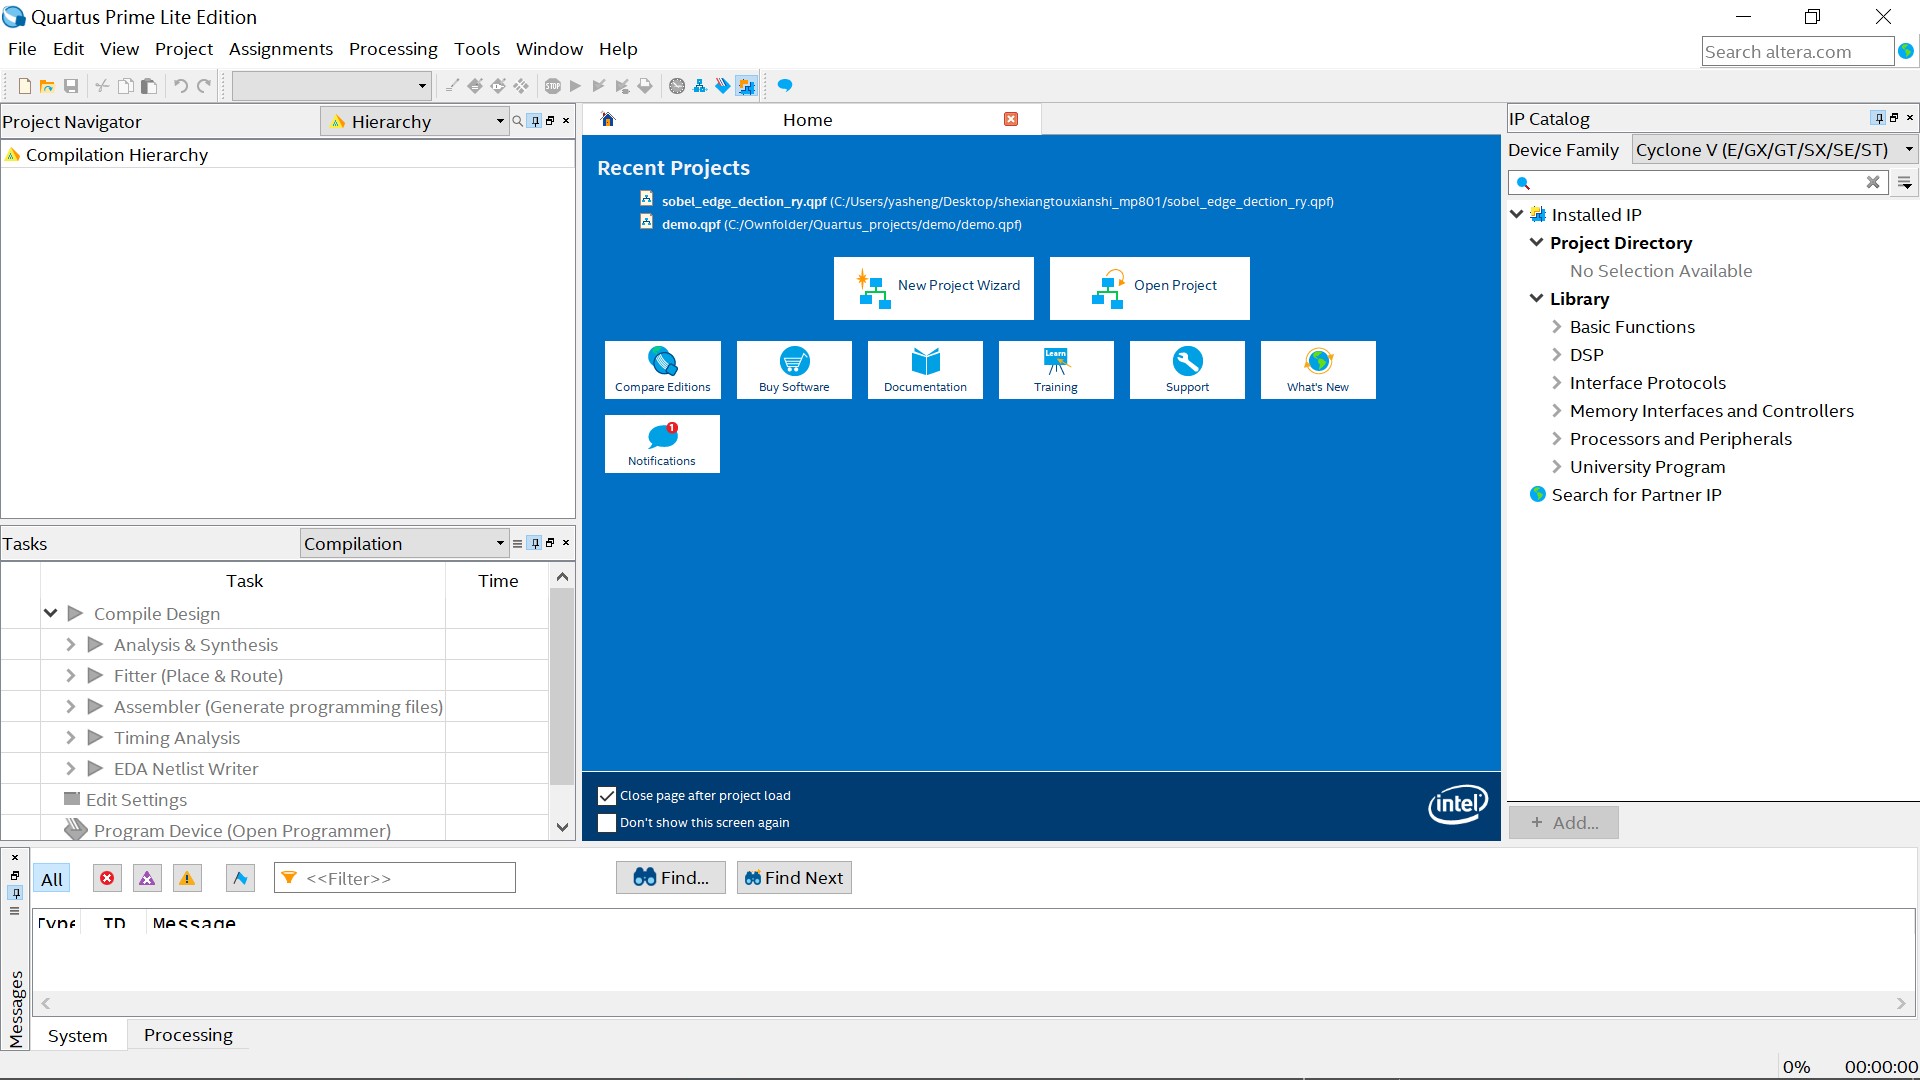 Quartus Prime Lite Edition
File Edit View Project Assignments Processing Tools Window Help
Search altera.com
Project Navigator
Hierarchy
Compilation Hierarchy
Home
Recent Projects
sobel_edge_dection_ry.qpf (C:/Users/yasheng/Desktop/shexiangtouxianshi_mp801/sobel_edge_dection_ry.qpf)
demo.qpf (C:/Ownfolder/Quartus_projects/demo/demo.qpf)
New Project Wizard
Open Project
Compare Editions
Buy Software
Documentation
Learn
Training
Support
What's New
1
Notifications
Close page after project load
Don't show this screen again
intel
IP Catalog
Device Family
Cyclone V (E/GX/GT/SX/SE/ST)
Installed IP
Project Directory
No Selection Available
Library
Basic Functions
DSP
Interface Protocols
Memory Interfaces and Controllers
Processors and Peripherals
University Program
Search for Partner IP
+ Add...
Tasks
Compilation
Task
Time
Compile Design
Analysis & Synthesis
Fitter (Place & Route)
Assembler (Generate programming files)
Timing Analysis
EDA Netlist Writer
Edit Settings
Program Device (Open Programmer)
All
<<Filter>>
Find...
Find Next
Type ID Message
Messages
System
Processing
0%
00:00:00